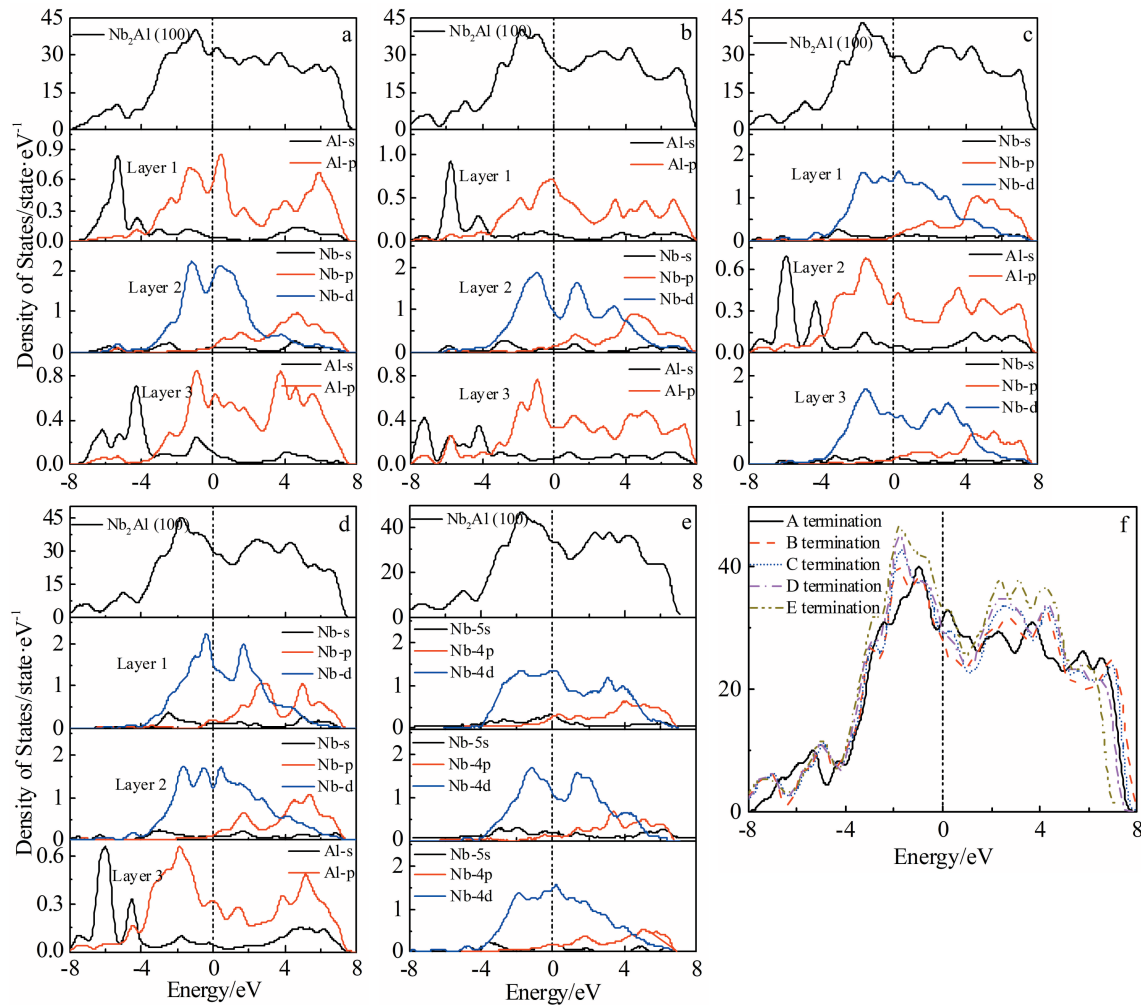 Density of States/state·eV⁻¹
a
Nb₂Al (100)
45
30
15
0
Layer 1
Al-s
Al-p
0.9
0.6
0.3
0.0
Layer 2
Nb-s
Nb-p
Nb-d
2
1
0
Layer 3
Al-s
Al-p
0.8
0.4
0.0
-8 -4 0 4 8
b
Nb₂Al (100)
45
30
15
0
Layer 1
Al-s
Al-p
1.0
0.5
0.0
Layer 2
Nb-s
Nb-p
Nb-d
2
1
0
Layer 3
Al-s
Al-p
0.8
0.4
0.0
-8 -4 0 4 8
c
Nb₂Al (100)
45
30
15
0
Layer 1
Nb-s
Nb-p
Nb-d
2
1
0
Layer 2
Al-s
Al-p
0.6
0.3
0.0
Layer 3
Nb-s
Nb-p
Nb-d
2
1
0
-8 -4 0 4 8
Density of States/state·eV⁻¹
d
Nb₂Al (100)
45
30
15
0
Layer 1
Nb-s
Nb-p
Nb-d
2
1
0
Layer 2
Nb-s
Nb-p
Nb-d
2
1
0
Layer 3
Al-s
Al-p
0.6
0.3
0.0
-8 -4 0 4 8
Energy/eV
e
Nb₂Al (100)
40
20
0
Nb-5s
Nb-4p
Nb-4d
2
1
0
Nb-5s
Nb-4p
Nb-4d
2
1
0
Nb-5s
Nb-4p
Nb-4d
2
1
0
-8 -4 0 4 8
Energy/eV
f
A termination
B termination
C termination
D termination
E termination
40
20
0
-8 -4 0 4 8
Energy/eV